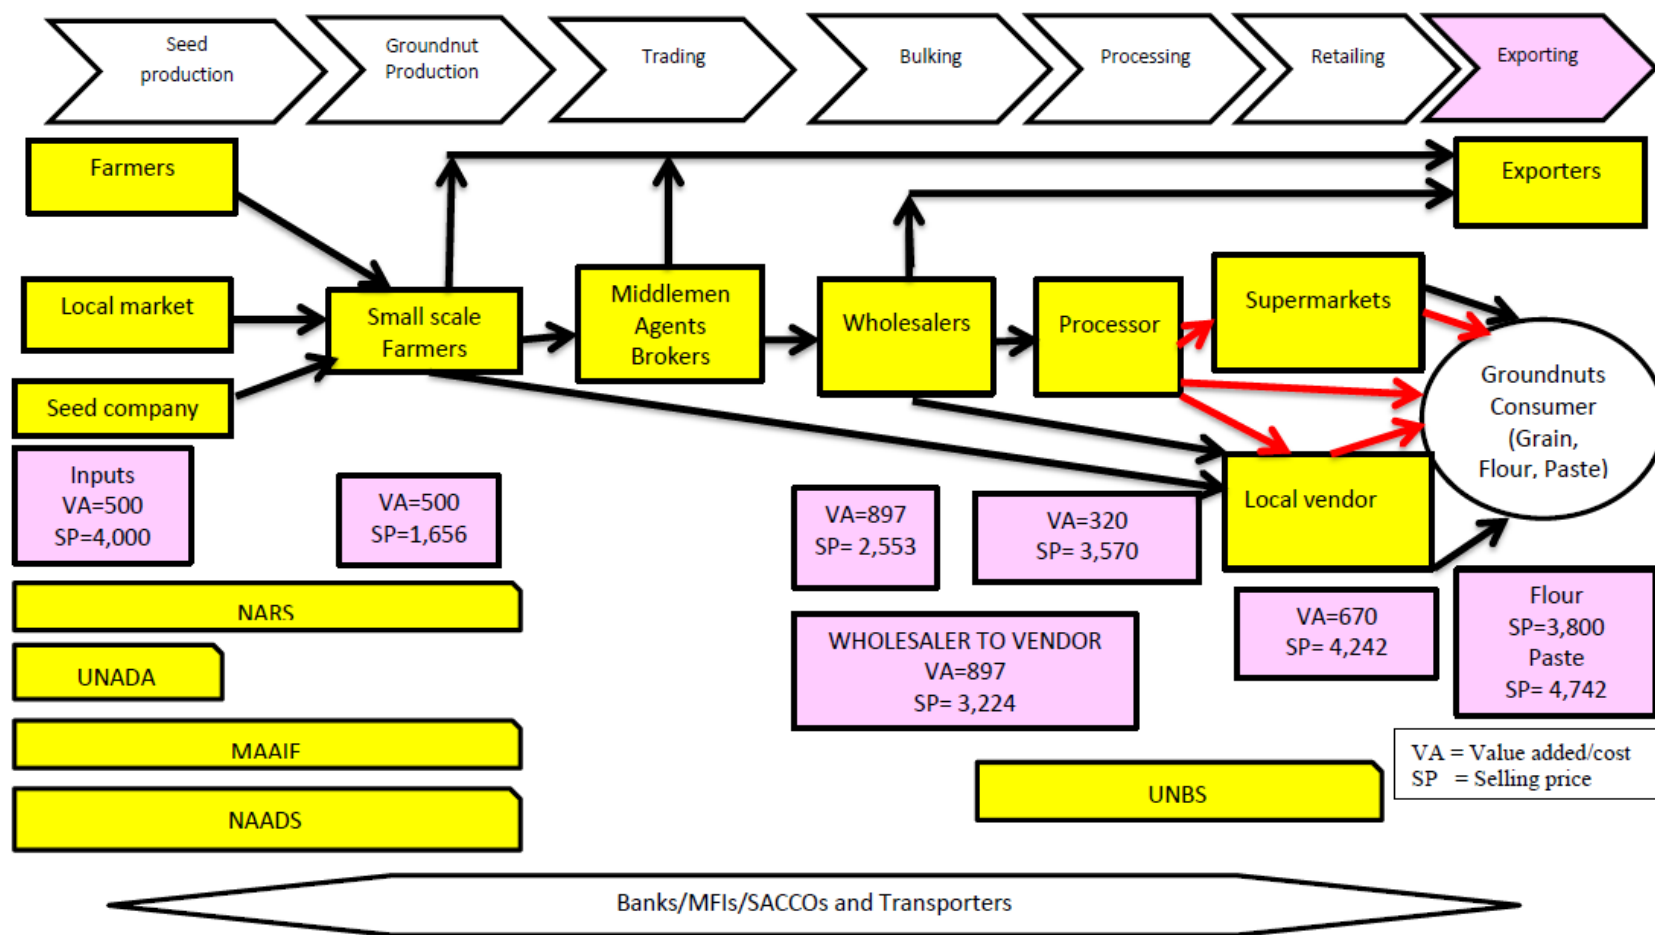 Seed
production
Groundnut
Production
Trading
Bulking
Processing
Retailing
Exporting
Farmers
Exporters
Local market
Small scale
Farmers
Middlemen
Agents
Brokers
Wholesalers
Processor
Supermarkets
Seed company
Groundnuts
Consumer
(Grain,
Flour, Paste)
Local vendor
Inputs
VA=500
SP=4,000
VA=500
SP=1,656
VA=897
SP= 2,553
VA=320
SP= 3,570
WHOLESALER TO VENDOR
VA=897
SP= 3,224
VA=670
SP= 4,242
Flour
SP=3,800
Paste
SP= 4,742
NARS
UNADA
MAAIF
NAADS
UNBS
VA = Value added/cost
SP = Selling price
Banks/MFIs/SACCOs and Transporters